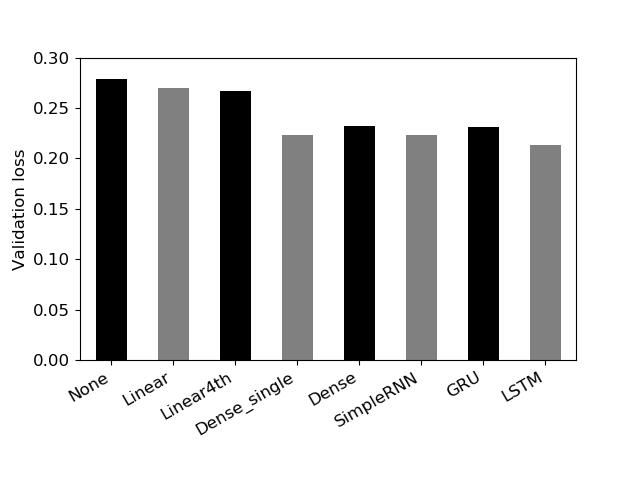 0.30
0.25
0.20
0.15
0.10
0.05
0.00
Validation loss
None
Linear
Linear4th
Dense_single
Dense
SimpleRNN
GRU
LSTM